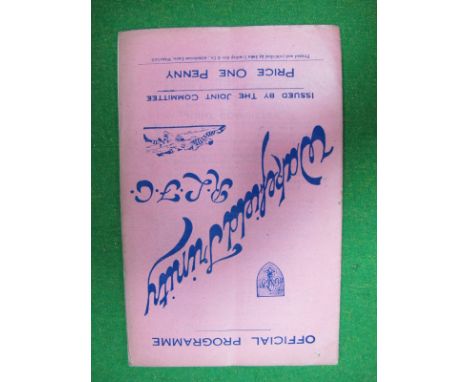 OFFICIAL PROGRAMME
Wakefield Trinity
R.L.F.C.
ISSUED BY THE JOINT COMMITTEE
PRICE ONE PENNY